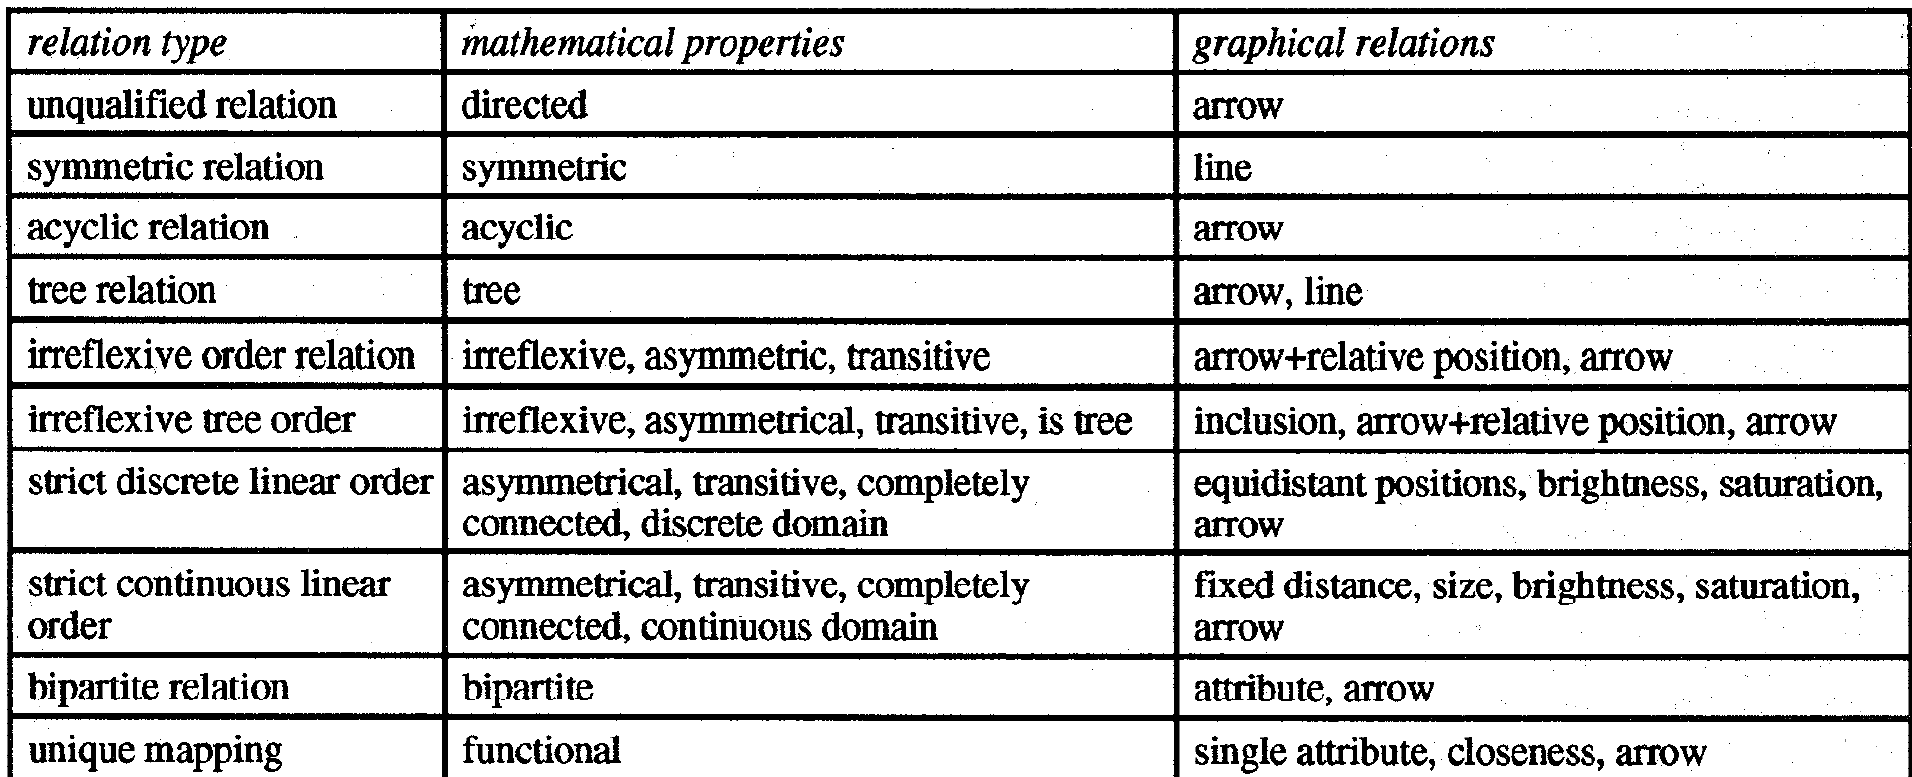 relation type mathematical properties graphical relations
unqualified relation directed arrow
symmetric relation symmetric line
acyclic relation acyclic arrow
tree relation tree arrow, line
irreflexive order relation irreflexive, asymmetric, transitive arrow+relative position, arrow
irreflexive tree order irreflexive, asymmetrical, transitive, is tree inclusion, arrow+relative position, arrow
strict discrete linear order asymmetrical, transitive, completely equidistant positions, brightness, saturation,
connected, discrete domain arrow
strict continuous linear asymmetrical, transitive, completely fixed distance, size, brightness, saturation,
order connected, continuous domain arrow
bipartite relation bipartite attribute, arrow
unique mapping functional single attribute, closeness, arrow